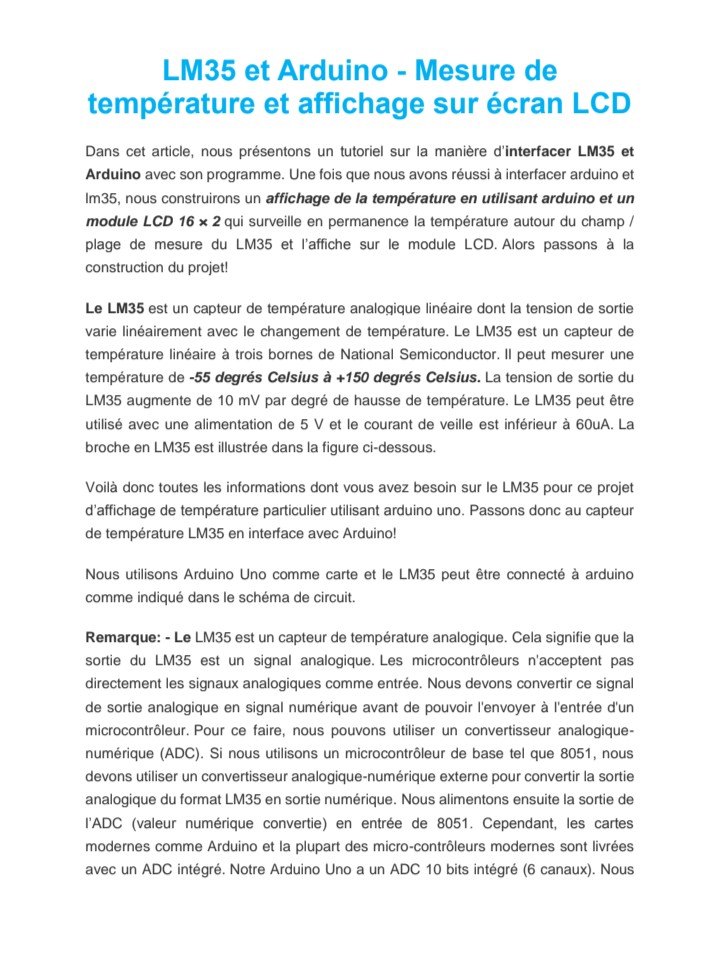 LM35 et Arduino - Mesure de
température et affichage sur écran LCD
Dans cet article, nous présentons un tutoriel sur la manière d'interfacer LM35 et
Arduino avec son programme. Une fois que nous avons réussi à interfacer arduino et
lm35, nous construirons un affichage de la température en utilisant arduino et un
module LCD 16 × 2 qui surveille en permanence la température autour du champ /
plage de mesure du LM35 et l'affiche sur le module LCD. Alors passons à la
construction du projet!
Le LM35 est un capteur de température analogique linéaire dont la tension de sortie
varie linéairement avec le changement de température. Le LM35 est un capteur de
température linéaire à trois bornes de National Semiconductor. Il peut mesurer une
température de -55 degrés Celsius à +150 degrés Celsius. La tension de sortie du
LM35 augmente de 10 mV par degré de hausse de température. Le LM35 peut être
utilisé avec une alimentation de 5 V et le courant de veille est inférieur à 60uA. La
broche en LM35 est illustrée dans la figure ci-dessous.
Voilà donc toutes les informations dont vous avez besoin sur le LM35 pour ce projet
d'affichage de température particulier utilisant arduino uno. Passons donc au capteur
de température LM35 en interface avec Arduino!
Nous utilisons Arduino Uno comme carte et le LM35 peut être connecté à arduino
comme indiqué dans le schéma de circuit.
Remarque: - Le LM35 est un capteur de température analogique. Cela signifie que la
sortie du LM35 est un signal analogique. Les microcontrôleurs n'acceptent pas
directement les signaux analogiques comme entrée. Nous devons convertir ce signal
de sortie analogique en signal numérique avant de pouvoir l'envoyer à l'entrée d'un
microcontrôleur. Pour ce faire, nous pouvons utiliser un convertisseur analogique-
numérique (ADC). Si nous utilisons un microcontrôleur de base tel que 8051, nous
devons utiliser un convertisseur analogique-numérique externe pour convertir la sortie
analogique du format LM35 en sortie numérique. Nous alimentons ensuite la sortie de
l'ADC (valeur numérique convertie) en entrée de 8051. Cependant, les cartes
modernes comme Arduino et la plupart des micro-contrôleurs modernes sont livrées
avec un ADC intégré. Notre Arduino Uno a un ADC 10 bits intégré (6 canaux). Nous